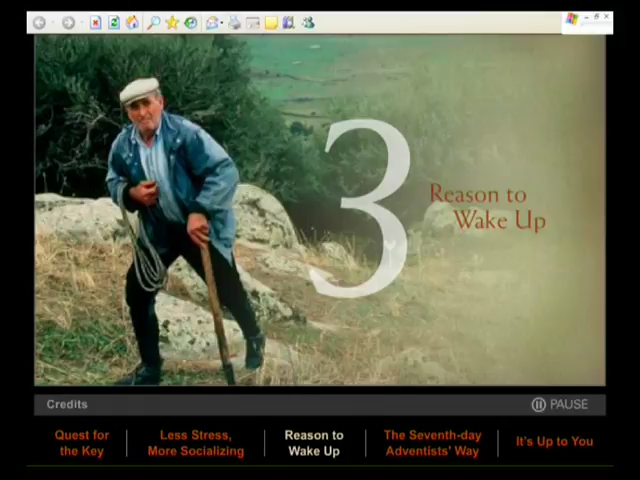 3
Reason to
Wake Up
Credits
PAUSE
Quest for
the Key
Less Stress,
More Socializing
Reason to
Wake Up
The Seventh-day
Adventists' Way
It's Up to You